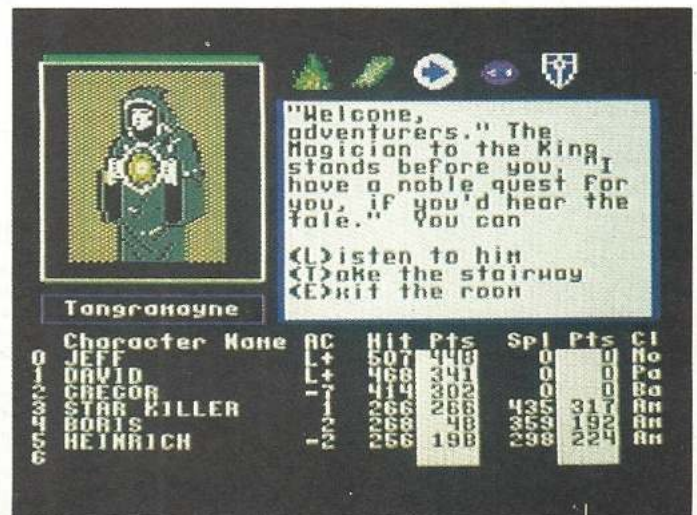 "Welcome,
adventurers." The
Magician to the King
stands before you. "I
have a noble quest for
you, if you'd hear the
tale." You can
(L)isten to him
(T)ake the stairway
(E)xit the room
Tangramayne
Character Name AC Hit Pts Spl Pts Cl
0 JEFF L+ 507 448 0 0 Mo
1 DAVID L+ 468 341 0 0 Pa
2 GREGOR -1 414 302 0 0 Ba
3 STAR KILLER 1 266 266 435 317 Am
4 BORIS 2 268 48 359 192 Am
5 HEINRICH -2 256 198 298 224 Am
6